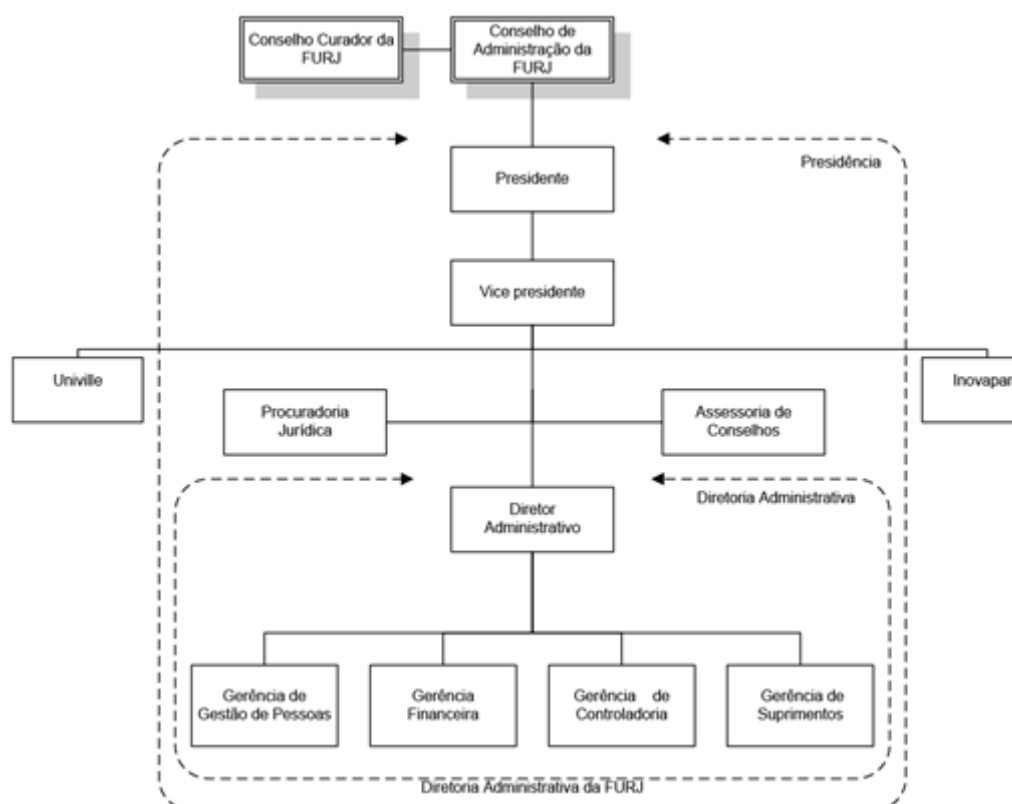 Conselho Curador da
FURJ
Conselho de
Administração da
FURJ
Presidência
Presidente
Vice presidente
Univille
Inovaparq
Procuradoria
Jurídica
Assessoria de
Conselhos
Diretoria Administrativa
Diretor
Administrativo
Gerência de
Gestão de Pessoas
Gerência
Financeira
Gerência de
Controladoria
Gerência de
Suprimentos
Diretoria Administrativa da FURJ